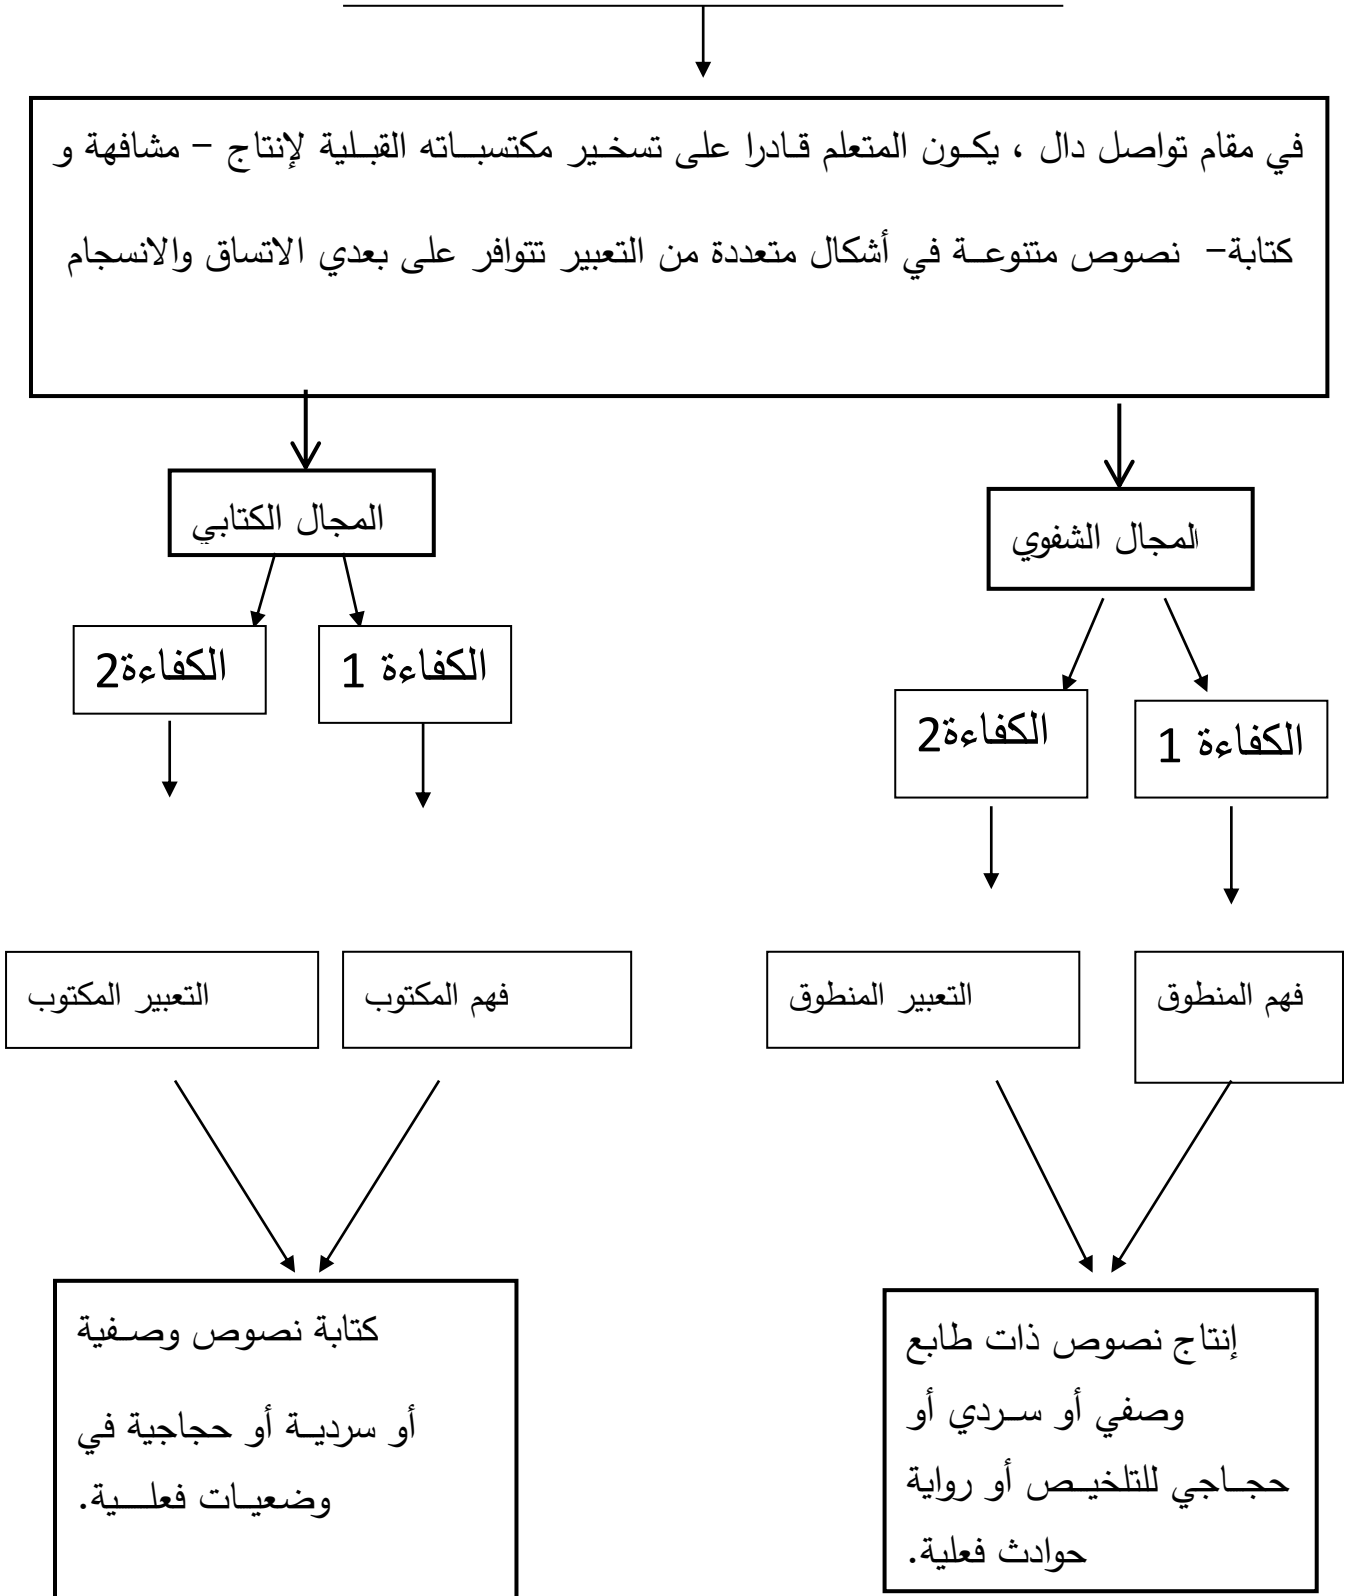 في مقام تواصل دال ، يكون المتعلم قادرا على تسخير مكتسباته القبلية لإنتاج – مشافهة و
كتابة– نصوص متنوعة في أشكال متعددة من التعبير تتوافر على بعدي الاتساق والانسجام
المجال الشفوي
المجال الكتابي
الكفاءة 1
الكفاءة2
الكفاءة 1
الكفاءة2
فهم المنطوق
التعبير المنطوق
فهم المكتوب
التعبير المكتوب
إنتاج نصوص ذات طابع
وصفي أو سردي أو
حجاجي للتلخيص أو رواية
حوادث فعلية.
كتابة نصوص وصفية
أو سردية أو حجاجية في
وضعيات فعلية.